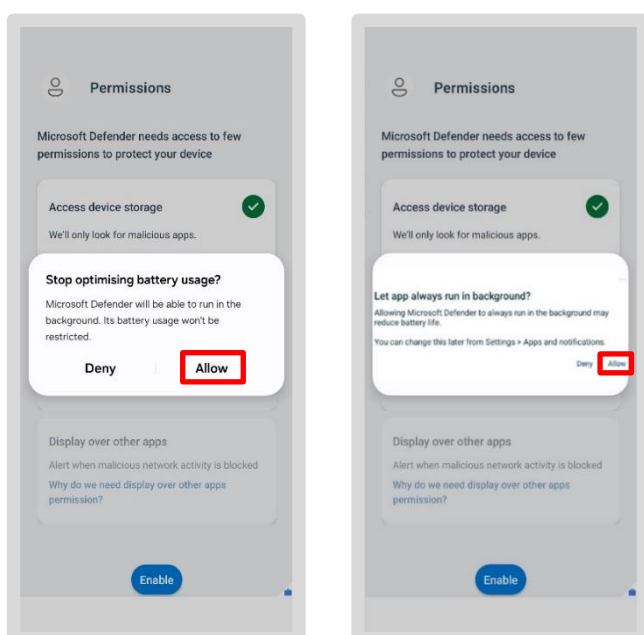 Permissions
Microsoft Defender needs access to few
permissions to protect your device
Access device storage
We'll only look for malicious apps.
Stop optimising battery usage?
Microsoft Defender will be able to run in the
background. Its battery usage won't be
restricted.
Deny
Allow
Display over other apps
Alert when malicious network activity is blocked
Why do we need display over other apps
permission?
Enable
Permissions
Microsoft Defender needs access to few
permissions to protect your device
Access device storage
We'll only look for malicious apps.
Let app always run in background?
Allowing Microsoft Defender to always run in the background may
reduce battery life.
You can change this later from Settings > Apps and notifications.
Deny
Allow
Display over other apps
Alert when malicious network activity is blocked
Why do we need display over other apps
permission?
Enable